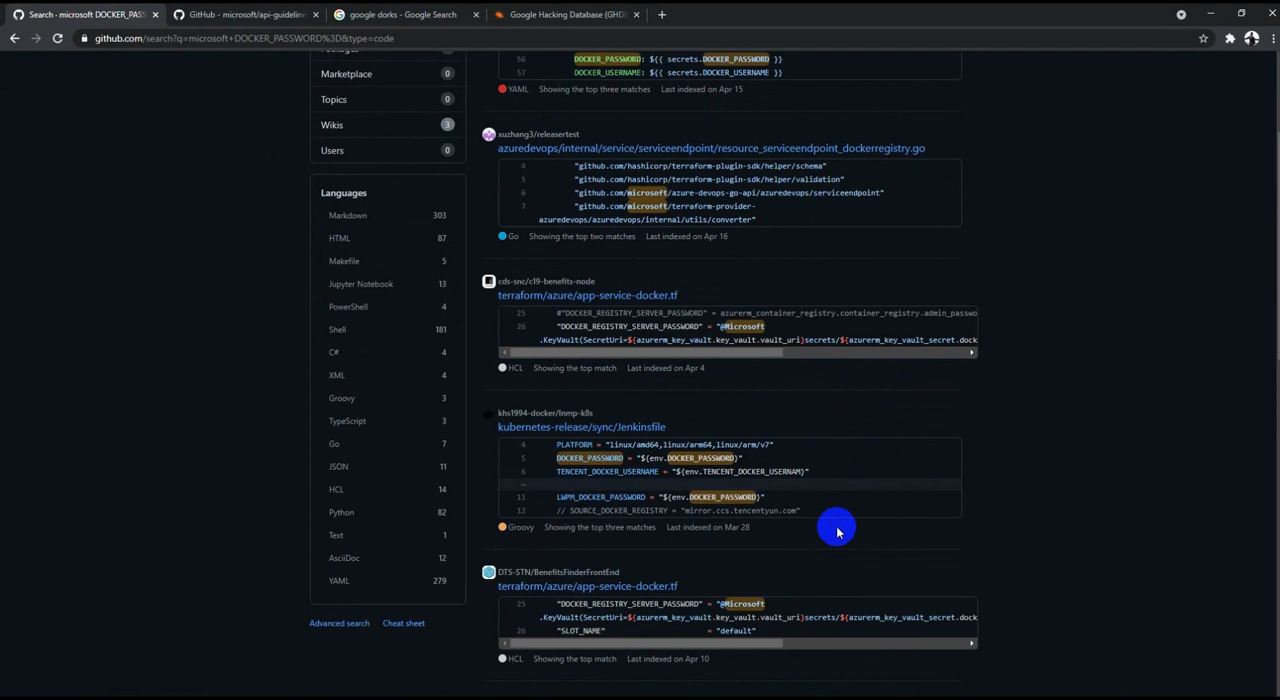 Search - microsoft DOCKER_PASS
GitHub - microsoft/api-guideline
google dorks - Google Search
Google Hacking Database (GHD
github.com/search?q=microsoft+DOCKER_PASSWORD%3D&type=code
Marketplace 0
Topics 0
Wikis 3
Users 0
Languages
Markdown 303
HTML 87
Makefile 5
Jupyter Notebook 13
PowerShell 4
Shell 181
C# 4
XML 4
Groovy 3
TypeScript 3
Go 7
JSON 11
HCL 14
Python 82
Text 1
AsciiDoc 12
YAML 279
Advanced search Cheat sheet
56 DOCKER_PASSWORD: ${{ secrets.DOCKER_PASSWORD }}
57 DOCKER_USERNAME: ${{ secrets.DOCKER_USERNAME }}
YAML Showing the top three matches Last indexed on Apr 15
xuzhang3/releasertest
azuredevops/internal/service/serviceendpoint/resource_serviceendpoint_dockerregistry.go
4 "github.com/hashicorp/terraform-plugin-sdk/helper/schema"
5 "github.com/hashicorp/terraform-plugin-sdk/helper/validation"
6 "github.com/microsoft/azure-devops-go-api/azuredevops/serviceendpoint"
7 "github.com/microsoft/terraform-provider-
azuredevops/azuredevops/internal/utils/converter"
Go Showing the top two matches Last indexed on Apr 16
cds-snc/c19-benefits-node
terraform/azure/app-service-docker.tf
25 #"DOCKER_REGISTRY_SERVER_PASSWORD" = azurerm_container_registry.container_registry.admin_passwo
26 "DOCKER_REGISTRY_SERVER_PASSWORD" = "@Microsoft
.KeyVault(SecretUri=${azurerm_key_vault.key_vault.vault_uri}secrets/${azurerm_key_vault_secret.dock
HCL Showing the top match Last indexed on Apr 4
khs1994-docker/lnmp-k8s
kubernetes-release/sync/Jenkinsfile
4 PLATFORM = "linux/amd64,linux/arm64,linux/arm/v7"
5 DOCKER_PASSWORD = "${env.DOCKER_PASSWORD}"
6 TENCENT_DOCKER_USERNAME = "${env.TENCENT_DOCKER_USERNAM}"
…
11 LWPM_DOCKER_PASSWORD = "${env.DOCKER_PASSWORD}"
12 // SOURCE_DOCKER_REGISTRY = "mirror.ccs.tencentyun.com"
Groovy Showing the top three matches Last indexed on Mar 28
DTS-STN/BenefitsFinderFrontEnd
terraform/azure/app-service-docker.tf
25 "DOCKER_REGISTRY_SERVER_PASSWORD" = "@Microsoft
.KeyVault(SecretUri=${azurerm_key_vault.key_vault.vault_uri}secrets/${azurerm_key_vault_secret.dock
26 "SLOT_NAME" = "default"
HCL Showing the top match Last indexed on Apr 10